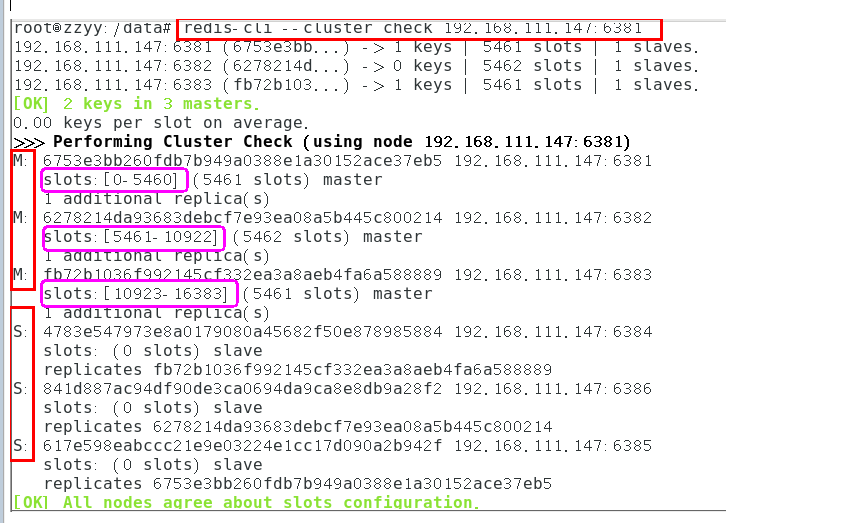 root@zzyy:/data# redis-cli --cluster check 192.168.111.147:6381
192.168.111.147:6381 (6753e3bb...) -> 1 keys | 5461 slots | 1 slaves.
192.168.111.147:6382 (6278214d...) -> 0 keys | 5462 slots | 1 slaves.
192.168.111.147:6383 (fb72b103...) -> 1 keys | 5461 slots | 1 slaves.
[OK] 2 keys in 3 masters.
0.00 keys per slot on average.
>>> Performing Cluster Check (using node 192.168.111.147:6381)
M: 6753e3bb260fdb7b949a0388e1a30152ace37eb5 192.168.111.147:6381
slots:[0-5460] (5461 slots) master
1 additional replica(s)
M: 6278214da93683debcf7e93ea08a5b445c800214 192.168.111.147:6382
slots:[5461-10922] (5462 slots) master
1 additional replica(s)
M: fb72b1036f992145cf332ea3a8aeb4fa6a588889 192.168.111.147:6383
slots:[10923-16383] (5461 slots) master
1 additional replica(s)
S: 4783e547973e8a0179080a45682f50e878985884 192.168.111.147:6384
slots: (0 slots) slave
replicates fb72b1036f992145cf332ea3a8aeb4fa6a588889
S: 841d887ac94df90de3ca0694da9ca8e8db9a28f2 192.168.111.147:6386
slots: (0 slots) slave
replicates 6278214da93683debcf7e93ea08a5b445c800214
S: 617e598eabccc21e9e03224e1cc17d090a2b942f 192.168.111.147:6385
slots: (0 slots) slave
replicates 6753e3bb260fdb7b949a0388e1a30152ace37eb5
[OK] All nodes agree about slots configuration.